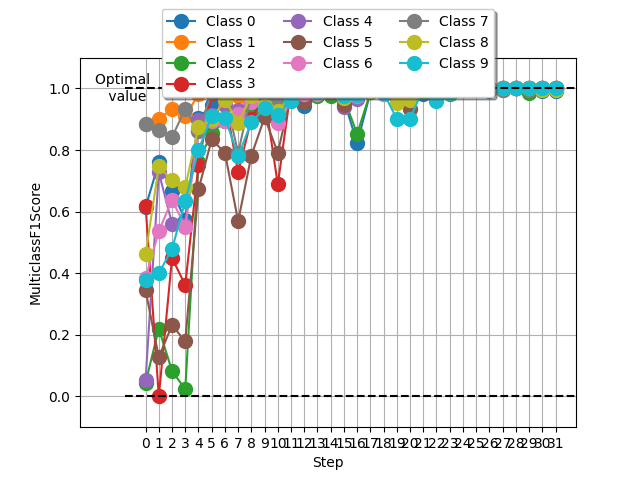 Class 0 Class 4 Class 7
Class 1 Class 5 Class 8
Class 2 Class 6 Class 9
Class 3
Optimal
value
1.0
0.8
0.6
0.4
0.2
0.0
MulticlassF1Score
0 1 2 3 4 5 6 7 8 9 10 11 12 13 14 15 16 17 18 19 20 21 22 23 24 25 26 27 28 29 30 31
Step